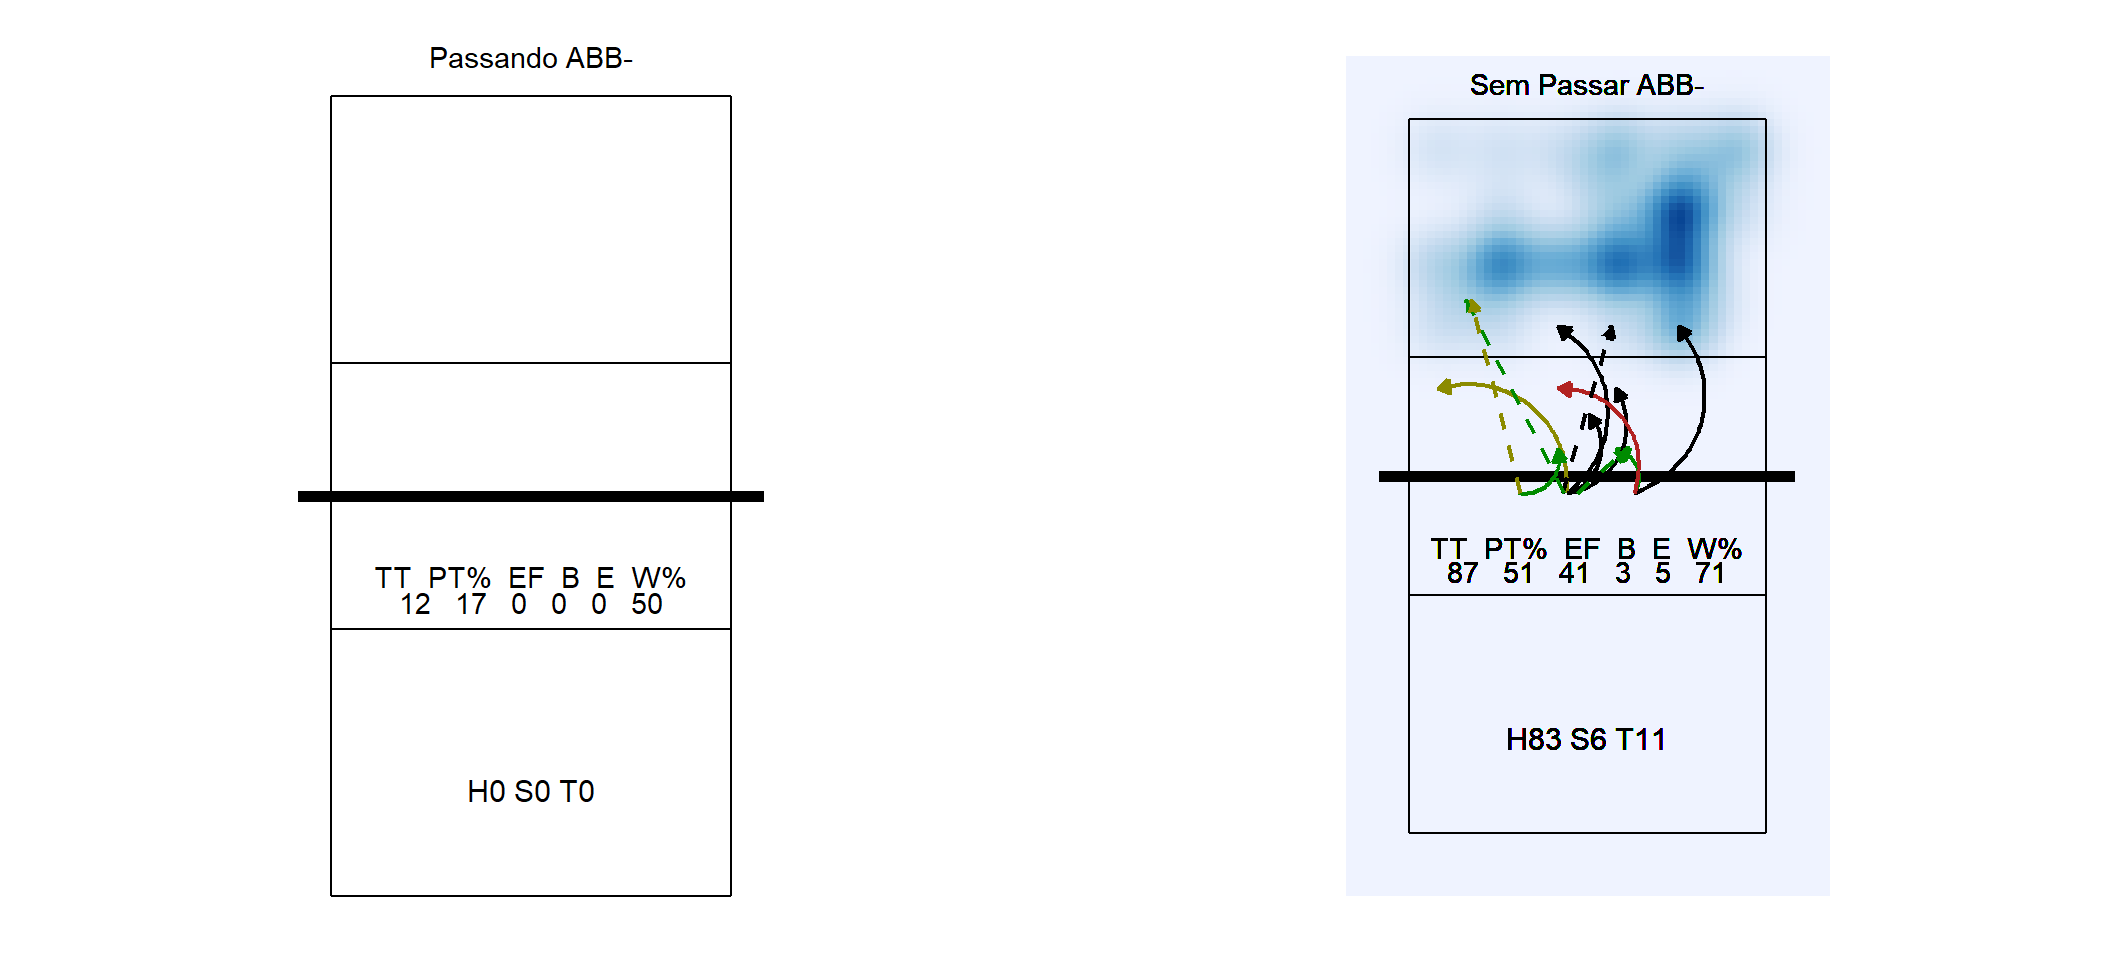 Passando ABB-
TT PT% EF B E W%
12 17 0 0 0 50
H0 S0 T0
Sem Passar ABB-
TT PT% EF B E W%
87 51 41 3 5 71
H83 S6 T11